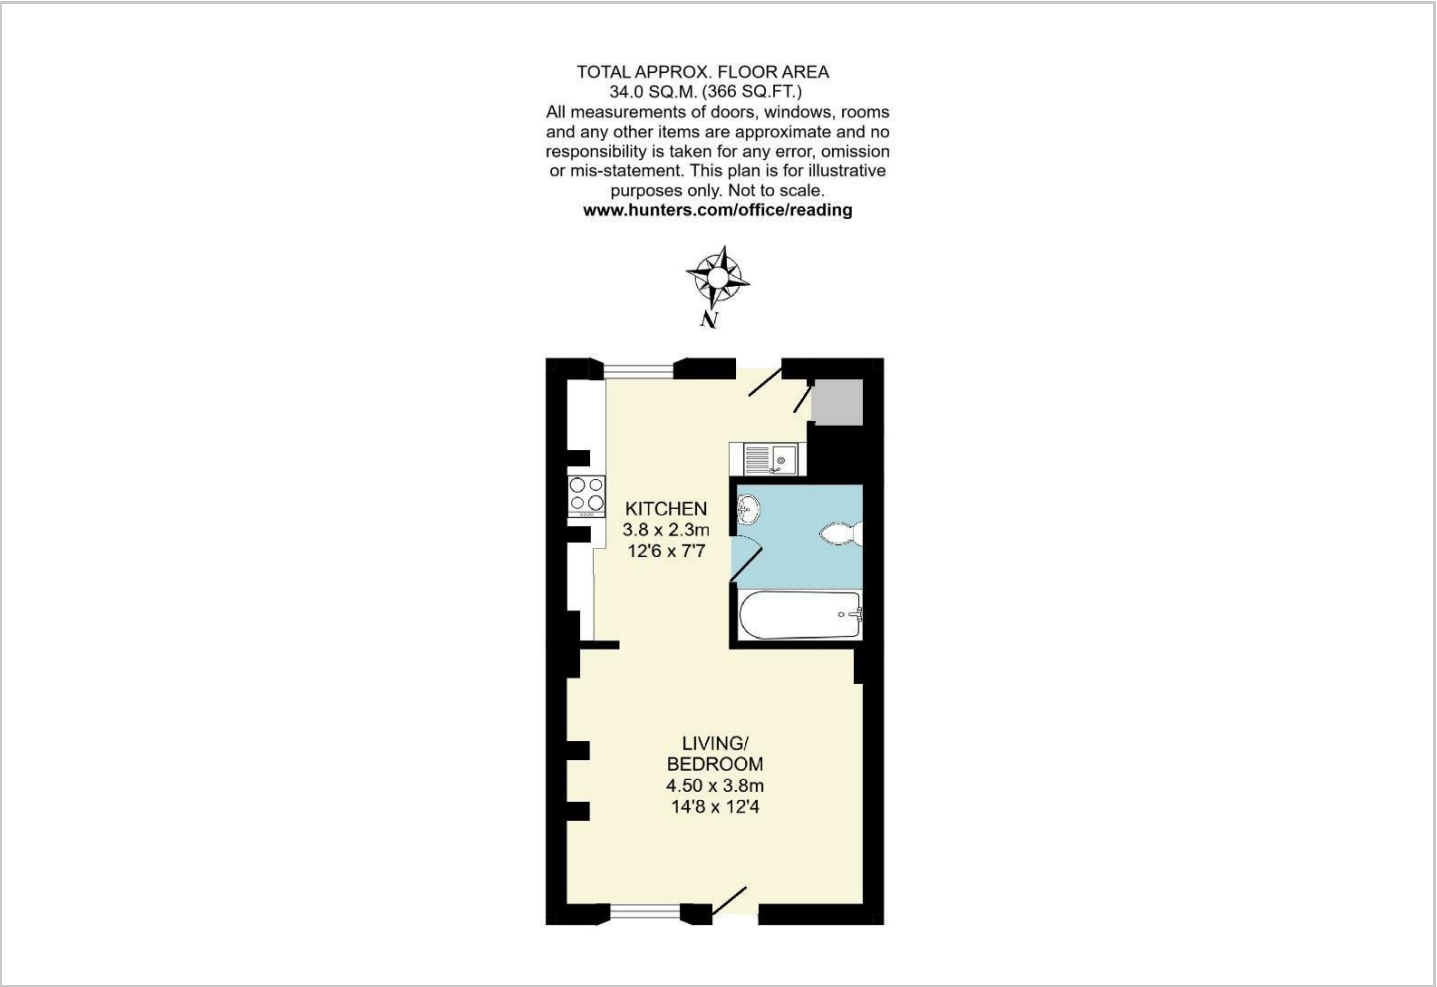 TOTAL APPROX. FLOOR AREA
34.0 SQ.M. (366 SQ.FT.)
All measurements of doors, windows, rooms
and any other items are approximate and no
responsibility is taken for any error, omission
or mis-statement. This plan is for illustrative
purposes only. Not to scale.
www.hunters.com/office/reading
N
KITCHEN
3.8 x 2.3m
12'6 x 7'7
LIVING/
BEDROOM
4.50 x 3.8m
14'8 x 12'4